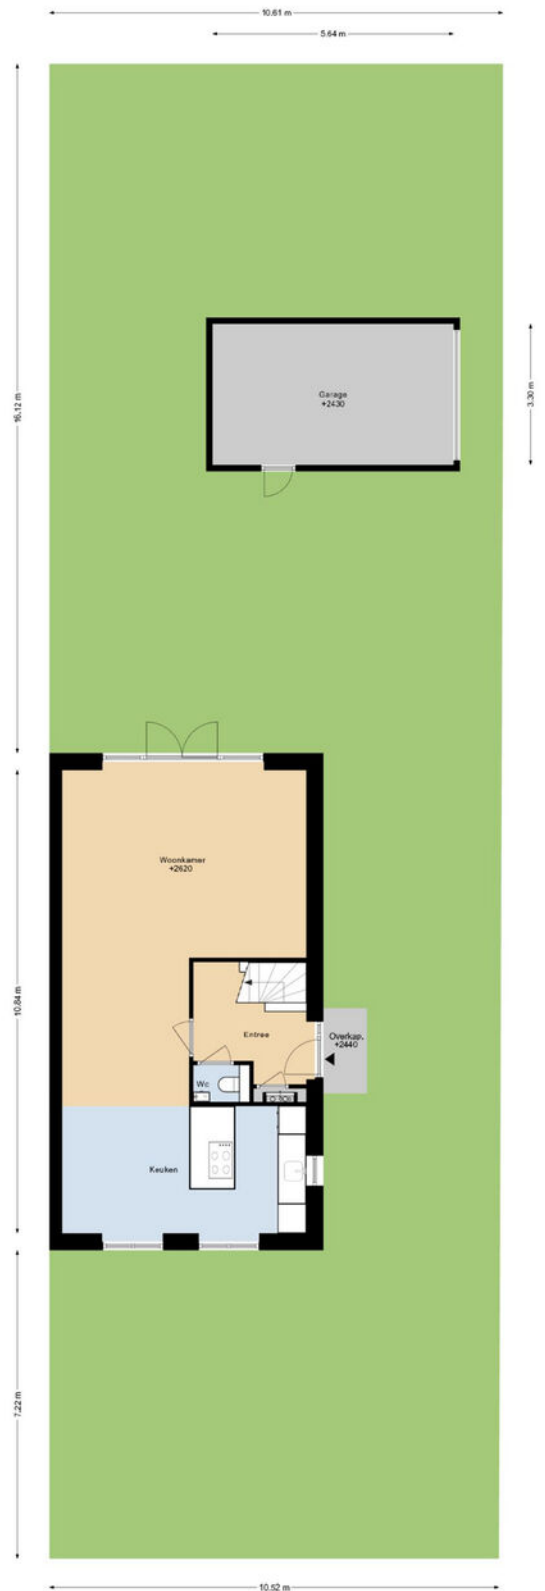 10.61 m
5.64 m
16.12 m
3.30 m
Garage
+2430
Woonkamer
+2620
10.84 m
Entree
Overkap.
+2440
Wc
Keuken
7.22 m
10.52 m